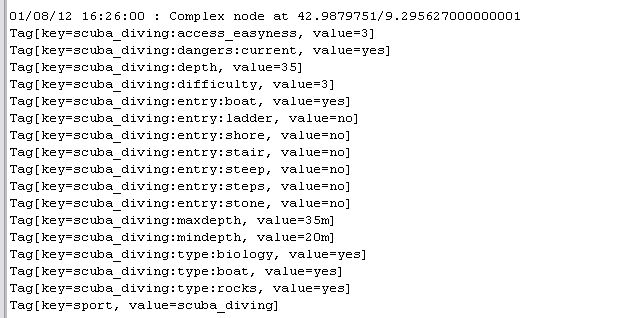 01/08/12 16:26:00 : Complex node at 42.9879751/9.295627000000001
Tag[key=scuba_diving:access_easyness, value=3]
Tag[key=scuba_diving:dangers:current, value=yes]
Tag[key=scuba_diving:depth, value=35]
Tag[key=scuba_diving:difficulty, value=3]
Tag[key=scuba_diving:entry:boat, value=yes]
Tag[key=scuba_diving:entry:ladder, value=no]
Tag[key=scuba_diving:entry:shore, value=no]
Tag[key=scuba_diving:entry:stair, value=no]
Tag[key=scuba_diving:entry:steep, value=no]
Tag[key=scuba_diving:entry:steps, value=no]
Tag[key=scuba_diving:entry:stone, value=no]
Tag[key=scuba_diving:maxdepth, value=35m]
Tag[key=scuba_diving:mindepth, value=20m]
Tag[key=scuba_diving:type:biology, value=yes]
Tag[key=scuba_diving:type:boat, value=yes]
Tag[key=scuba_diving:type:rocks, value=yes]
Tag[key=sport, value=scuba_diving]